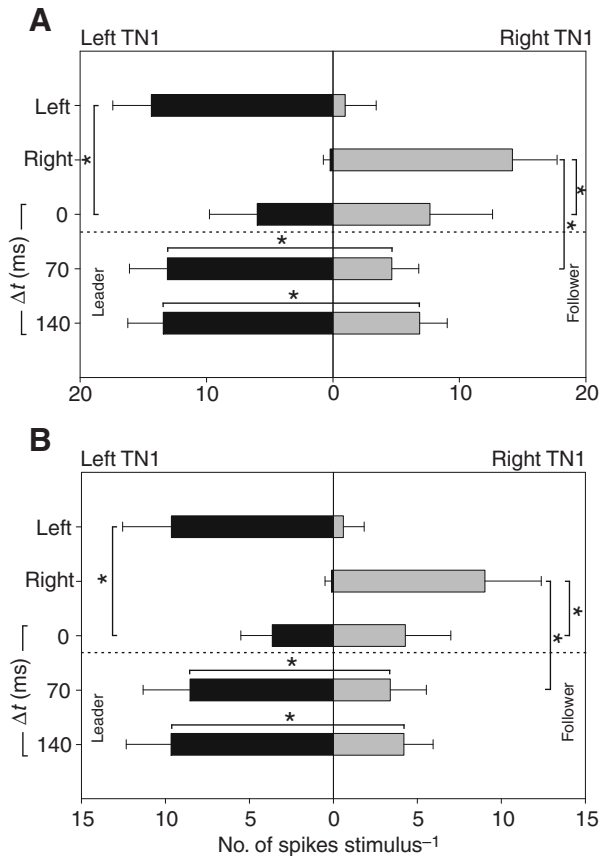 A
Left TN1 Right TN1
Left
Right
0
70
140
Δt (ms)
Leader
Follower
*
*
*
*
*
20 10 0 10 20
B
Left TN1 Right TN1
Left
Right
0
70
140
Δt (ms)
Leader
Follower
*
*
*
*
*
15 10 5 0 5 10 15
No. of spikes stimulus⁻¹